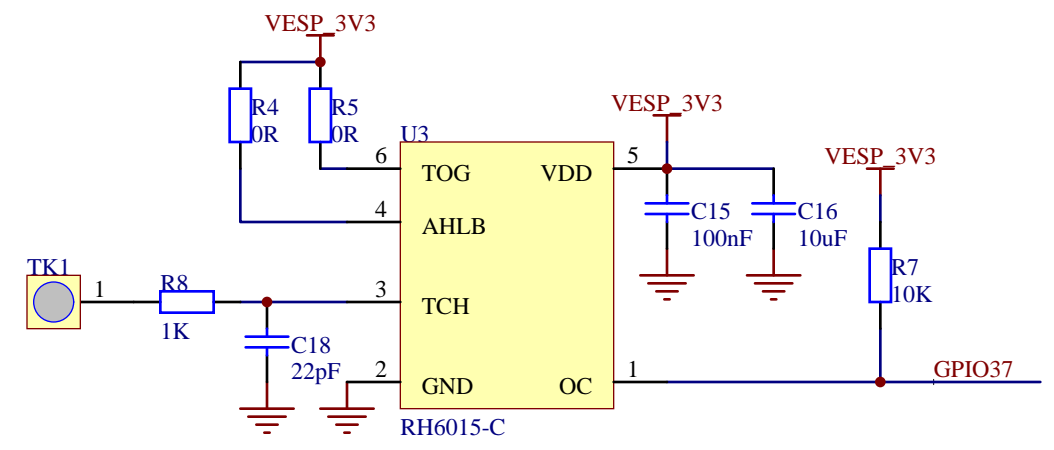 VESP_3V3
R4
0R
R5
0R
U3
6
TOG
4
AHLB
VDD
5
VESP_3V3
C15
100nF
C16
10uF
VESP_3V3
R7
10K
TK1
1
R8
1K
C18
22pF
3
TCH
2
GND
OC
1
GPIO37
RH6015-C